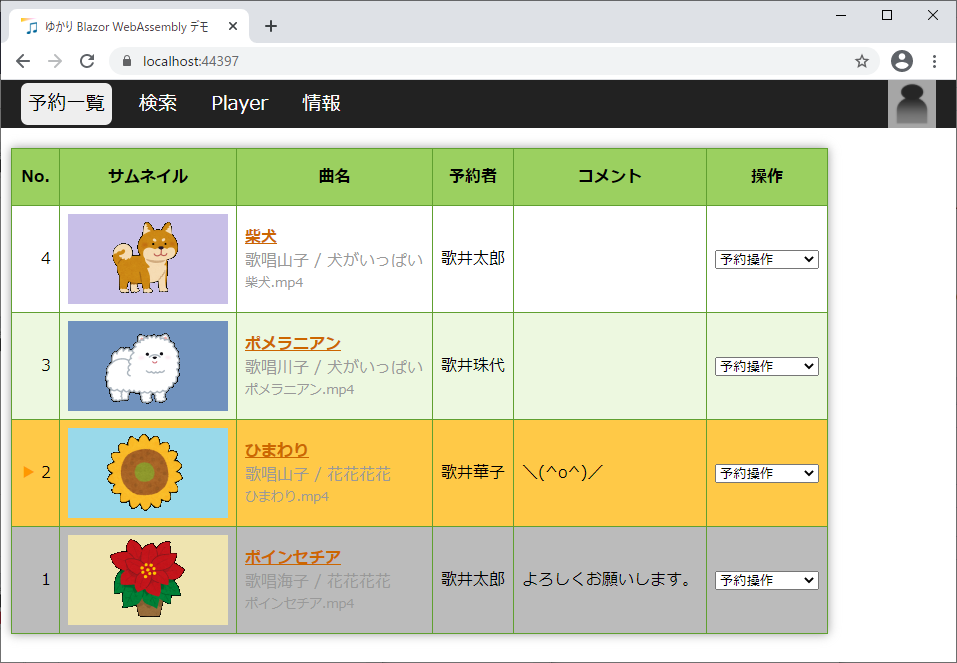 ゆかり Blazor WebAssembly デモ
localhost:44397
予約一覧 検索 Player 情報
No. サムネイル 曲名 予約者 コメント 操作
4 柴犬 歌井太郎 予約操作
歌唱山子 / 犬がいっぱい
柴犬.mp4
3 ポメラニアン 歌井珠代 予約操作
歌唱川子 / 犬がいっぱい
ポメラニアン.mp4
▶ 2 ひまわり 歌井華子 ＼(^o^)／ 予約操作
歌唱山子 / 花花花花
ひまわり.mp4
1 ポインセチア 歌井太郎 よろしくお願いします。 予約操作
歌唱海子 / 花花花花
ポインセチア.mp4